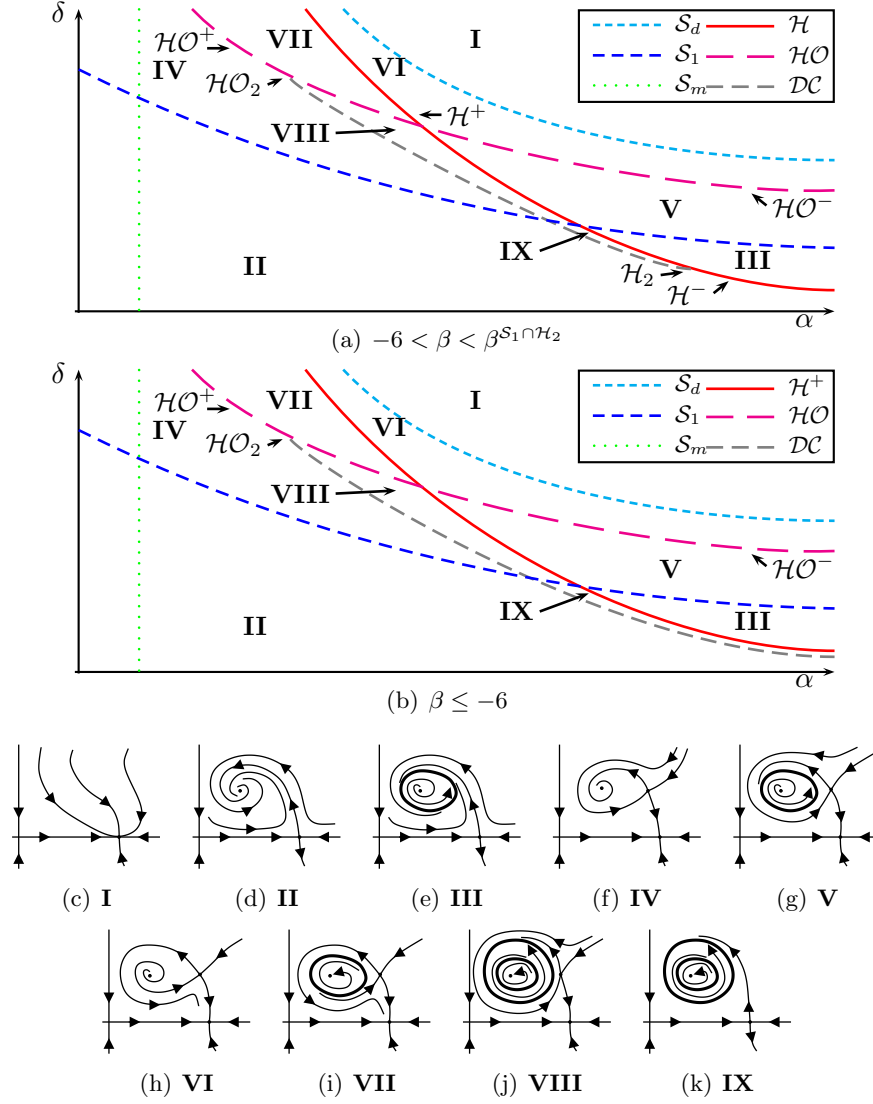 δ
VII
I
HO⁺
IV
VI
HO₂
H⁺
VIII
S_d H
S₁ HO
S_m DC
V
HO⁻
II
IX
III
H₂
H⁻
α
(a) −6 < β < β^{S₁∩H₂}
δ
VII
I
HO⁺
IV
VI
HO₂
VIII
S_d H⁺
S₁ HO
S_m DC
V
HO⁻
II
IX
III
α
(b) β ≤ −6
(c) I (d) II (e) III (f) IV (g) V
(h) VI (i) VII (j) VIII (k) IX